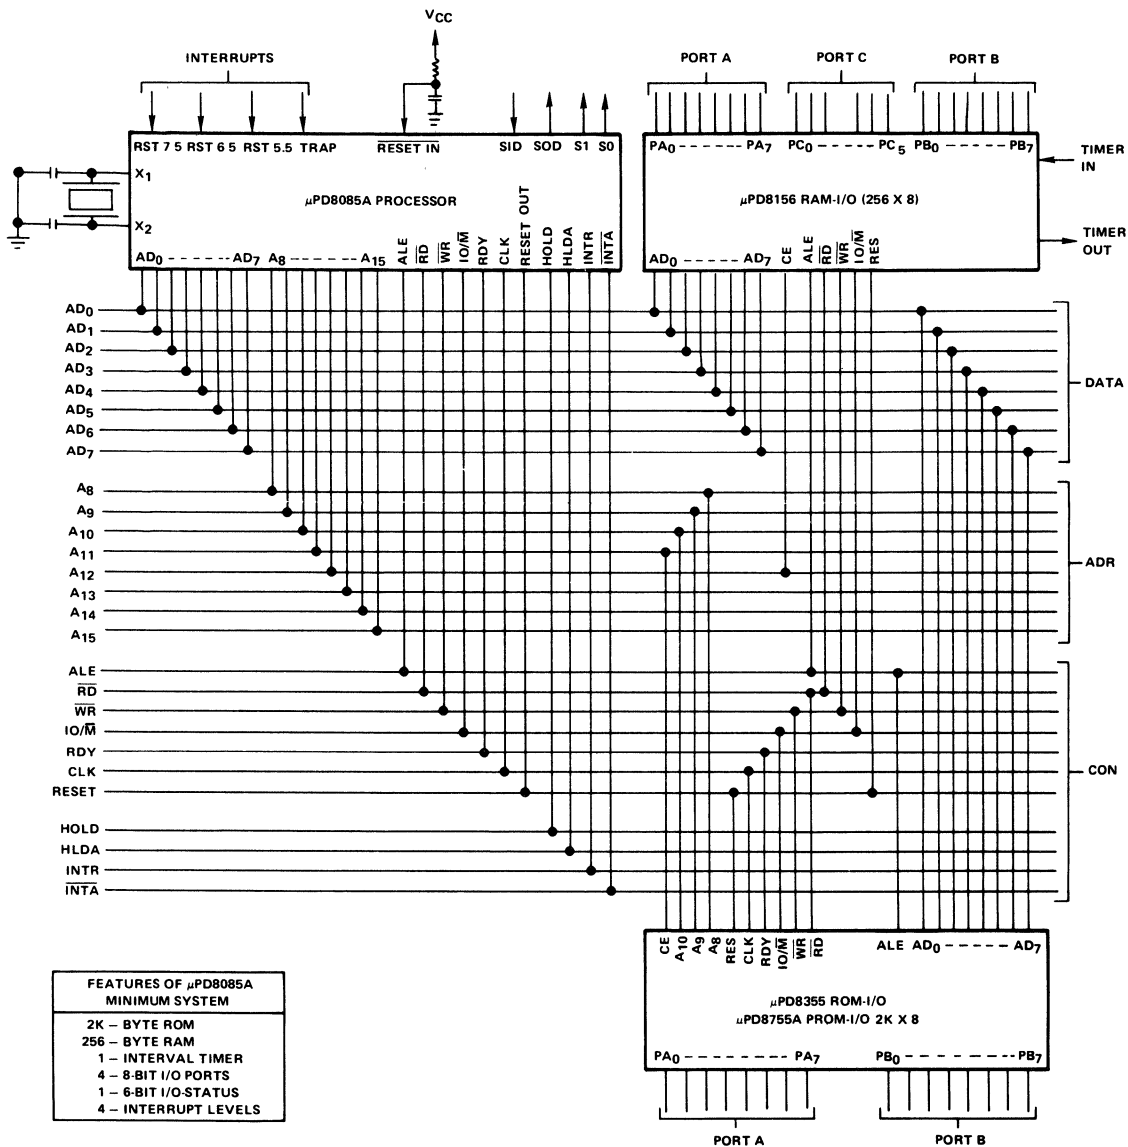 VCC
INTERRUPTS
PORT A
PORT C
PORT B
RST 7 5 RST 6 5 RST 5.5 TRAP RESET IN SID SOD S1 S0
PA0 - - - - - - PA7 PC0 - - - - - PC5 PB0 - - - - - - PB7
TIMER IN
X1
X2
μPD8085A PROCESSOR
μPD8156 RAM-I/O (256 X 8)
TIMER OUT
AD0 - - - - - - - AD7 A8 - - - - - - - A15 ALE RD WR IO/M RDY CLK RESET OUT HOLD HLDA INTR INTA
AD0 - - - - - - AD7 CE ALE RD WR IO/M RES
AD0
AD1
AD2
AD3
AD4
AD5
AD6
AD7
DATA
A8
A9
A10
A11
A12
A13
A14
A15
ADR
ALE
RD
WR
IO/M
RDY
CLK
RESET
HOLD
HLDA
INTR
INTA
CON
CE A10 A9 A8 RES CLK RDY IO/M WR RD ALE AD0 - - - - - - AD7
μPD8355 ROM-I/O
μPD8755A PROM-I/O 2K X 8
PA0 - - - - - - - - - PA7 PB0 - - - - - - - - - PB7
PORT A
PORT B
FEATURES OF μPD8085A
MINIMUM SYSTEM
2K – BYTE ROM
256 – BYTE RAM
1 – INTERVAL TIMER
4 – 8-BIT I/O PORTS
1 – 6-BIT I/O-STATUS
4 – INTERRUPT LEVELS